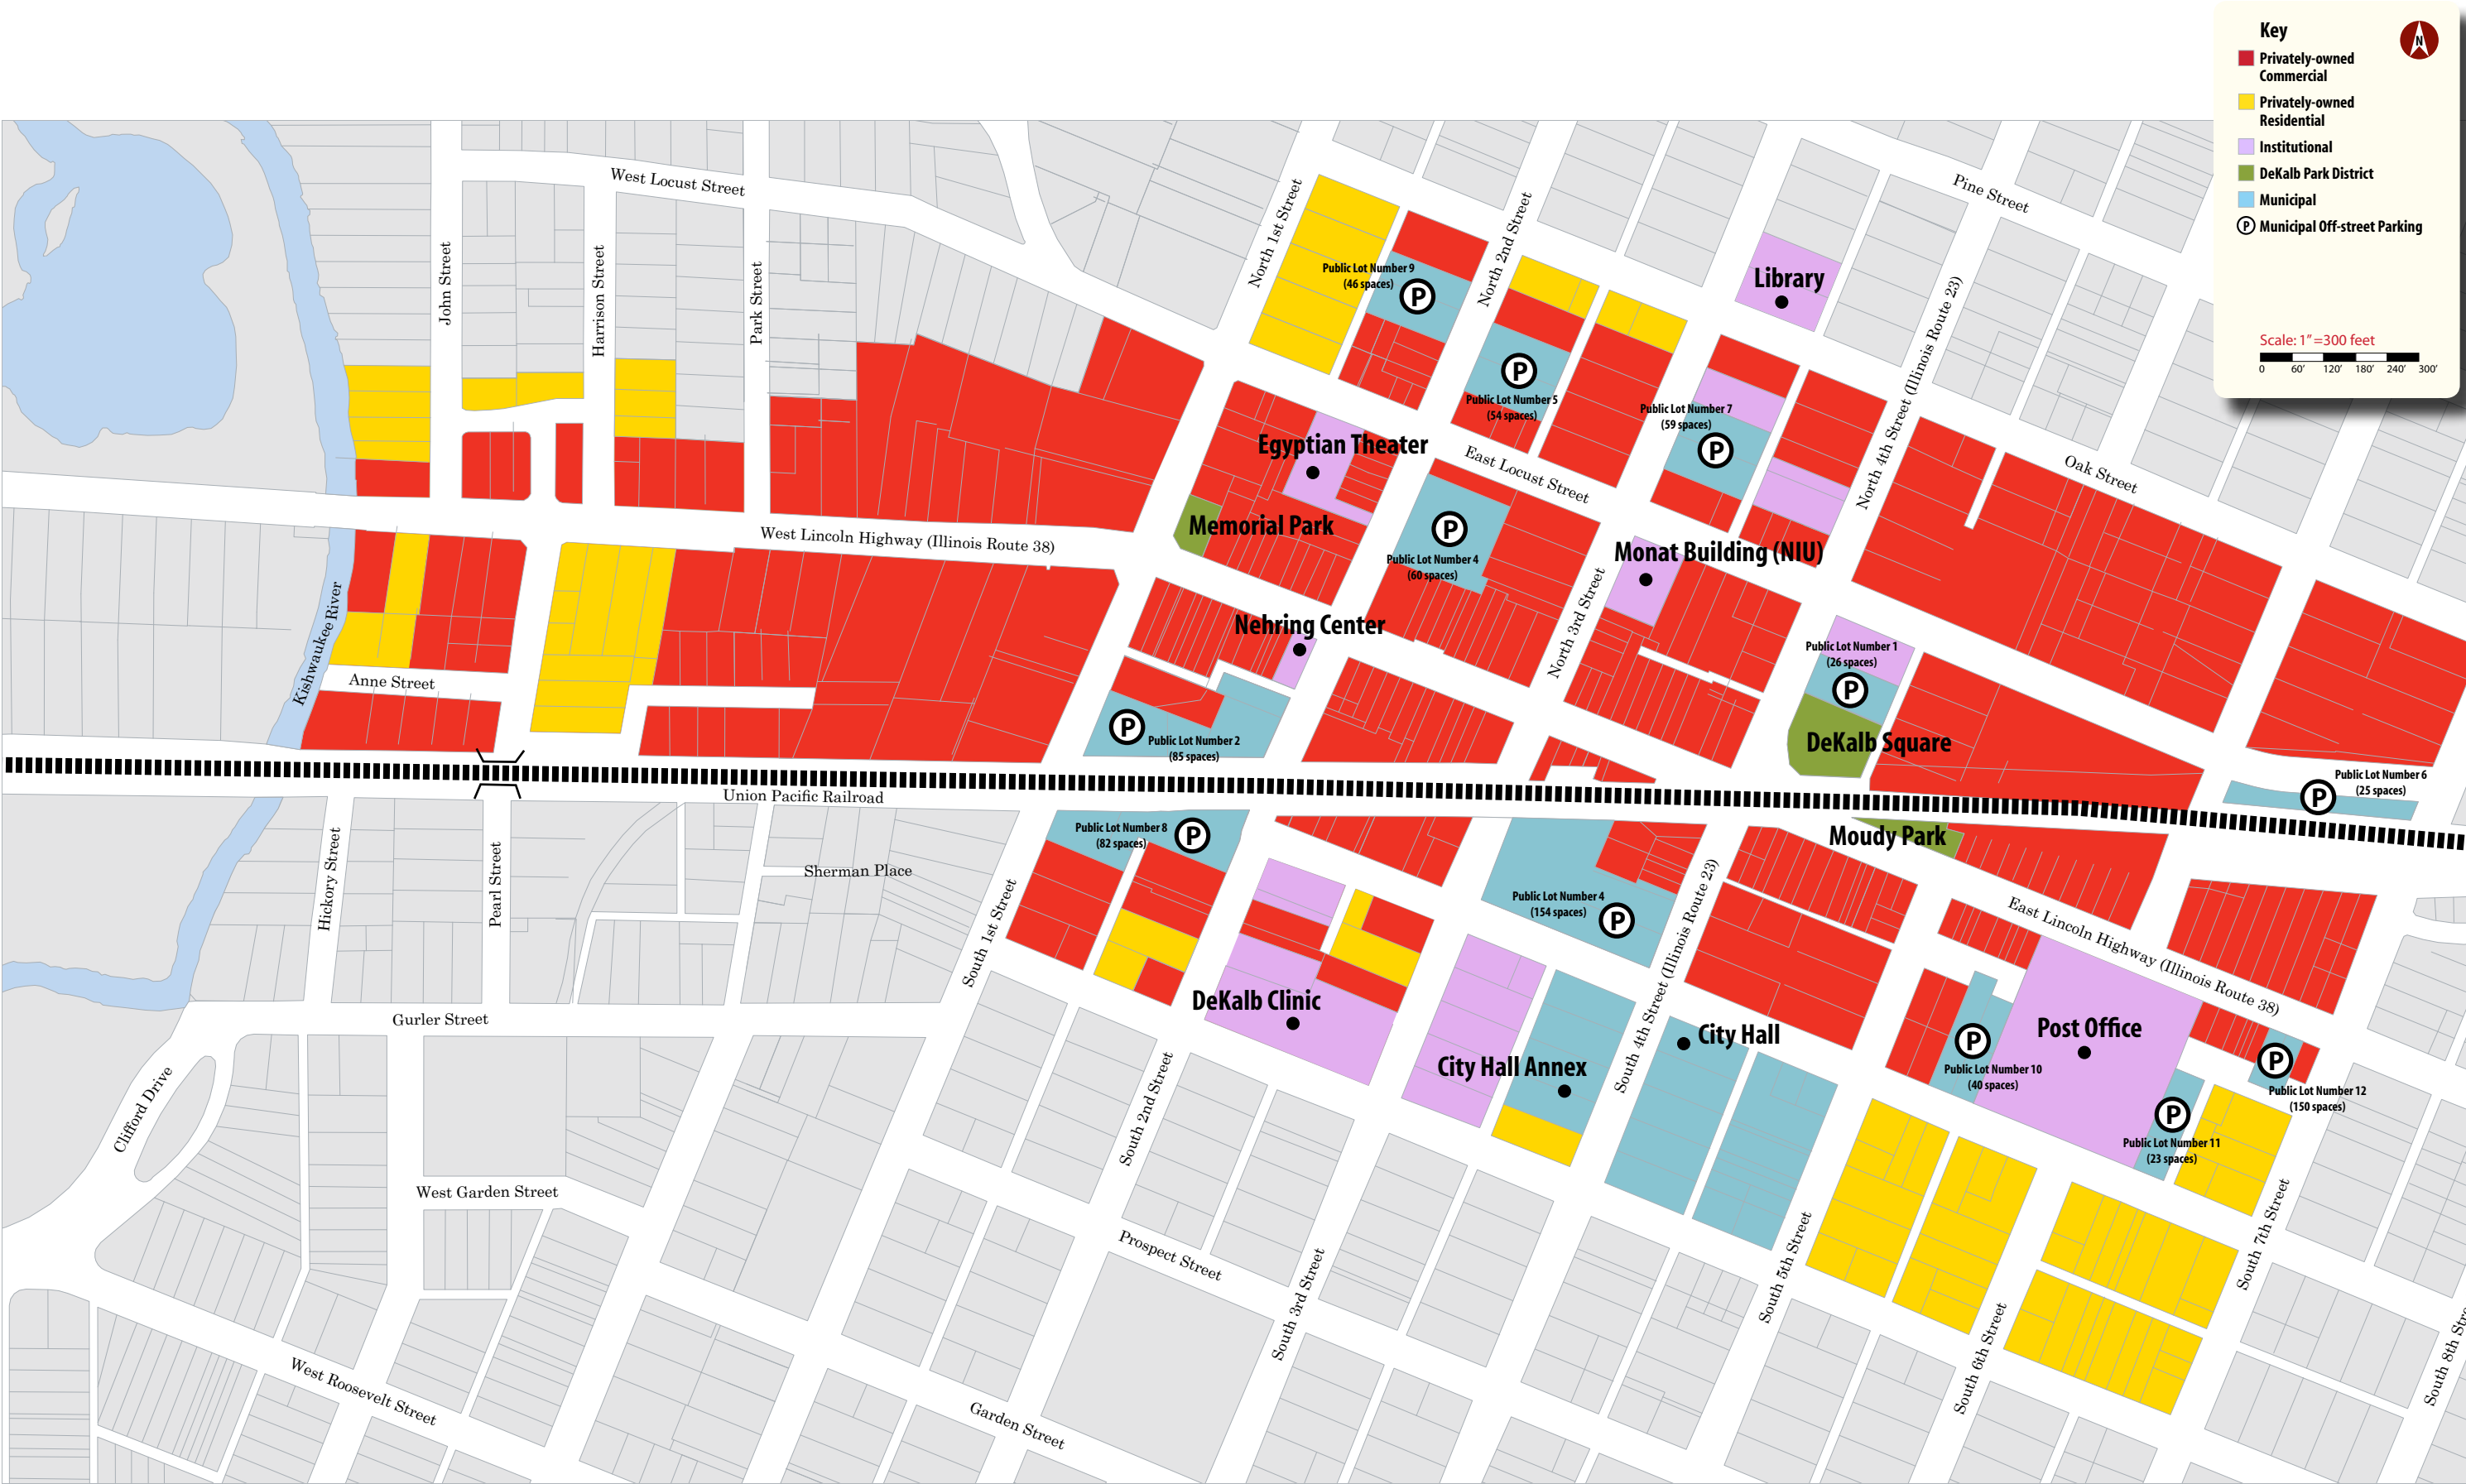 Key
Privately-owned
Commercial
Privately-owned
Residential
Institutional
DeKalb Park District
Municipal
P Municipal Off-street Parking
N
Scale: 1"=300 feet
0 60' 120' 180' 240' 300'
West Locust Street
John Street
Harrison Street
Park Street
North 1st Street
North 2nd Street
Pine Street
Public Lot Number 9
(46 spaces)
P
Library
Public Lot Number 5
(54 spaces)
P
Public Lot Number 7
(59 spaces)
P
North 4th Street (Illinois Route 23)
Oak Street
Egyptian Theater
East Locust Street
Memorial Park
Public Lot Number 4
(60 spaces)
P
West Lincoln Highway (Illinois Route 38)
Monat Building (NIU)
North 3rd Street
Nehring Center
Kishwaukee River
Anne Street
Public Lot Number 1
(26 spaces)
P
DeKalb Square
Public Lot Number 2
(85 spaces)
P
Public Lot Number 6
(25 spaces)
P
Union Pacific Railroad
Public Lot Number 8
(82 spaces)
P
Moudy Park
Hickory Street
Pearl Street
Sherman Place
South 1st Street
Public Lot Number 4
(154 spaces)
P
South 4th Street (Illinois Route 23)
East Lincoln Highway (Illinois Route 38)
DeKalb Clinic
City Hall
City Hall Annex
Post Office
Public Lot Number 10
(40 spaces)
P
Public Lot Number 12
(150 spaces)
P
Public Lot Number 11
(23 spaces)
P
Gurler Street
Clifford Drive
South 2nd Street
West Garden Street
Prospect Street
South 3rd Street
South 5th Street
South 6th Street
South 7th Street
South 8th
West Roosevelt Street
Garden Street